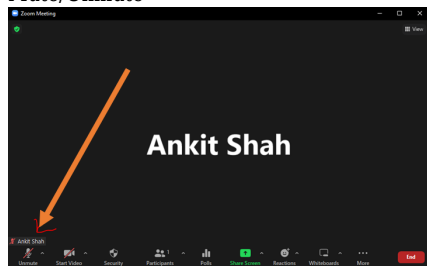 Mute/Unmute
Zoom Meeting
View
Ankit Shah
Ankit Shah
1
Unmute Start Video Security Participants Polls Share Screen Reactions Whiteboards More End